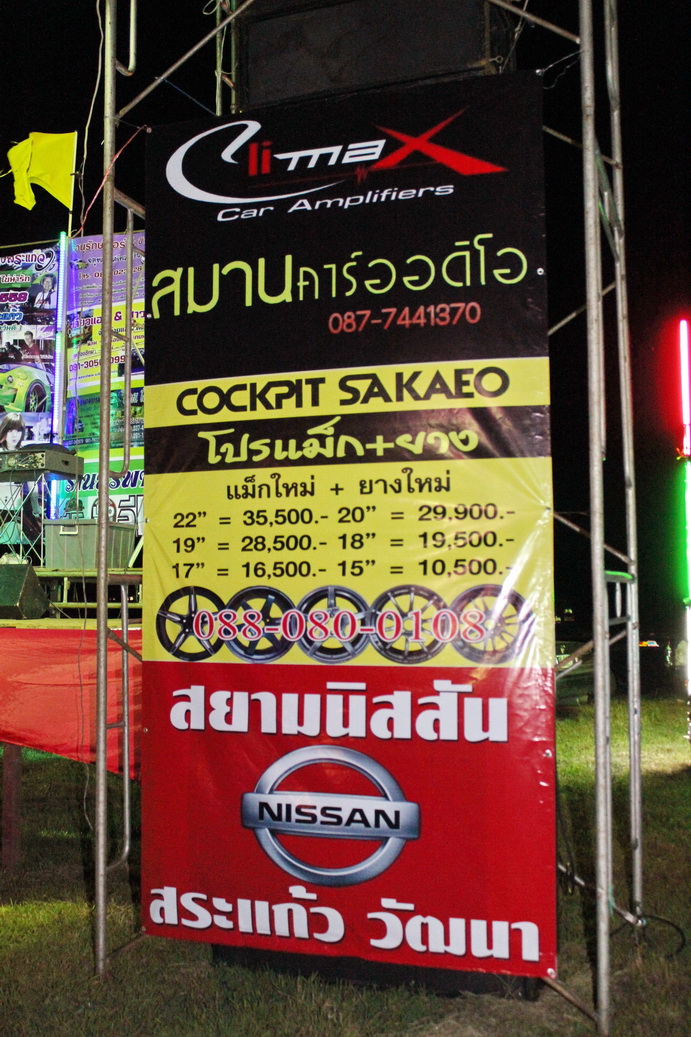 Climax
Car Amplifiers
สมานคาร์ออดิโอ
087-7441370
COCKPIT SAKAEO
โปรแม็ก+ยาง
แม็กใหม่ + ยางใหม่
22” = 35,500.- 20” = 29,900.-
19” = 28,500.- 18” = 19,500.-
17” = 16,500.- 15” = 10,500.-
088-080-0108
สยามนิสสัน
NISSAN
สระแก้ว วัฒนา